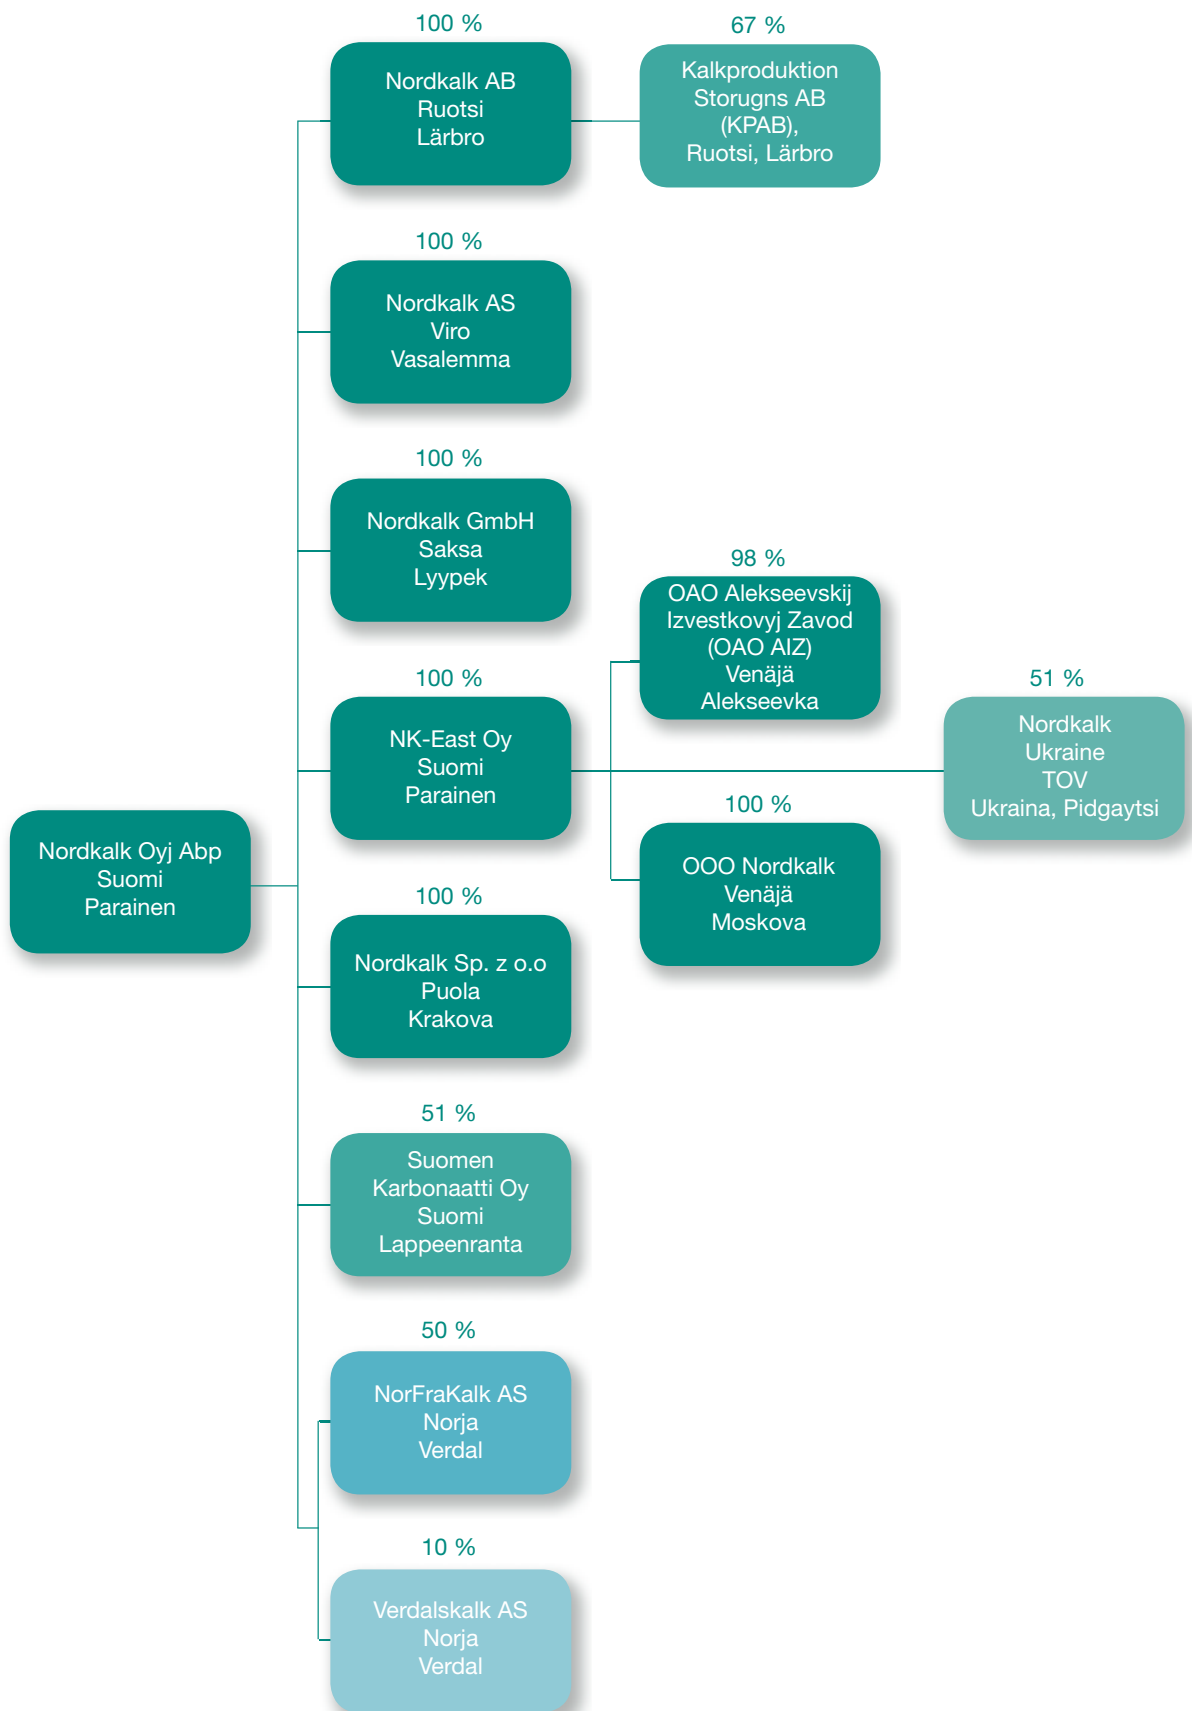 100 %
Nordkalk AB
Ruotsi
Lärbro
67 %
Kalkproduktion
Storugns AB
(KPAB),
Ruotsi, Lärbro
100 %
Nordkalk AS
Viro
Vasalemma
100 %
Nordkalk GmbH
Saksa
Lyypek
98 %
OAO Alekseevskij
Izvestkovyj Zavod
(OAO AIZ)
Venäjä
Alekseevka
100 %
NK-East Oy
Suomi
Parainen
51 %
Nordkalk
Ukraine
TOV
Ukraina, Pidgaytsi
100 %
OOO Nordkalk
Venäjä
Moskova
Nordkalk Oyj Abp
Suomi
Parainen
100 %
Nordkalk Sp. z o.o
Puola
Krakova
51 %
Suomen
Karbonaatti Oy
Suomi
Lappeenranta
50 %
NorFraKalk AS
Norja
Verdal
10 %
Verdalskalk AS
Norja
Verdal